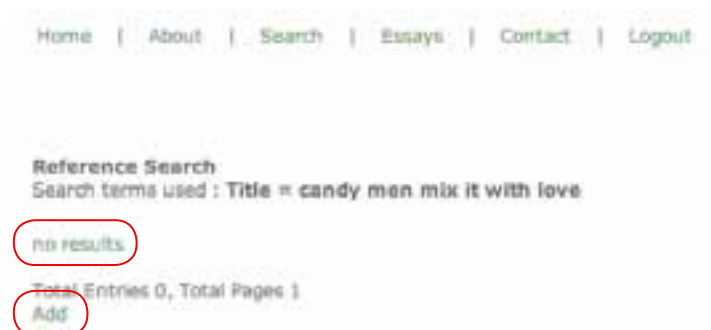 Home | About | Search | Essays | Contact | Logout
Reference Search
Search terms used : Title = candy men mix it with love
no results
Total Entries 0, Total Pages 1
Add